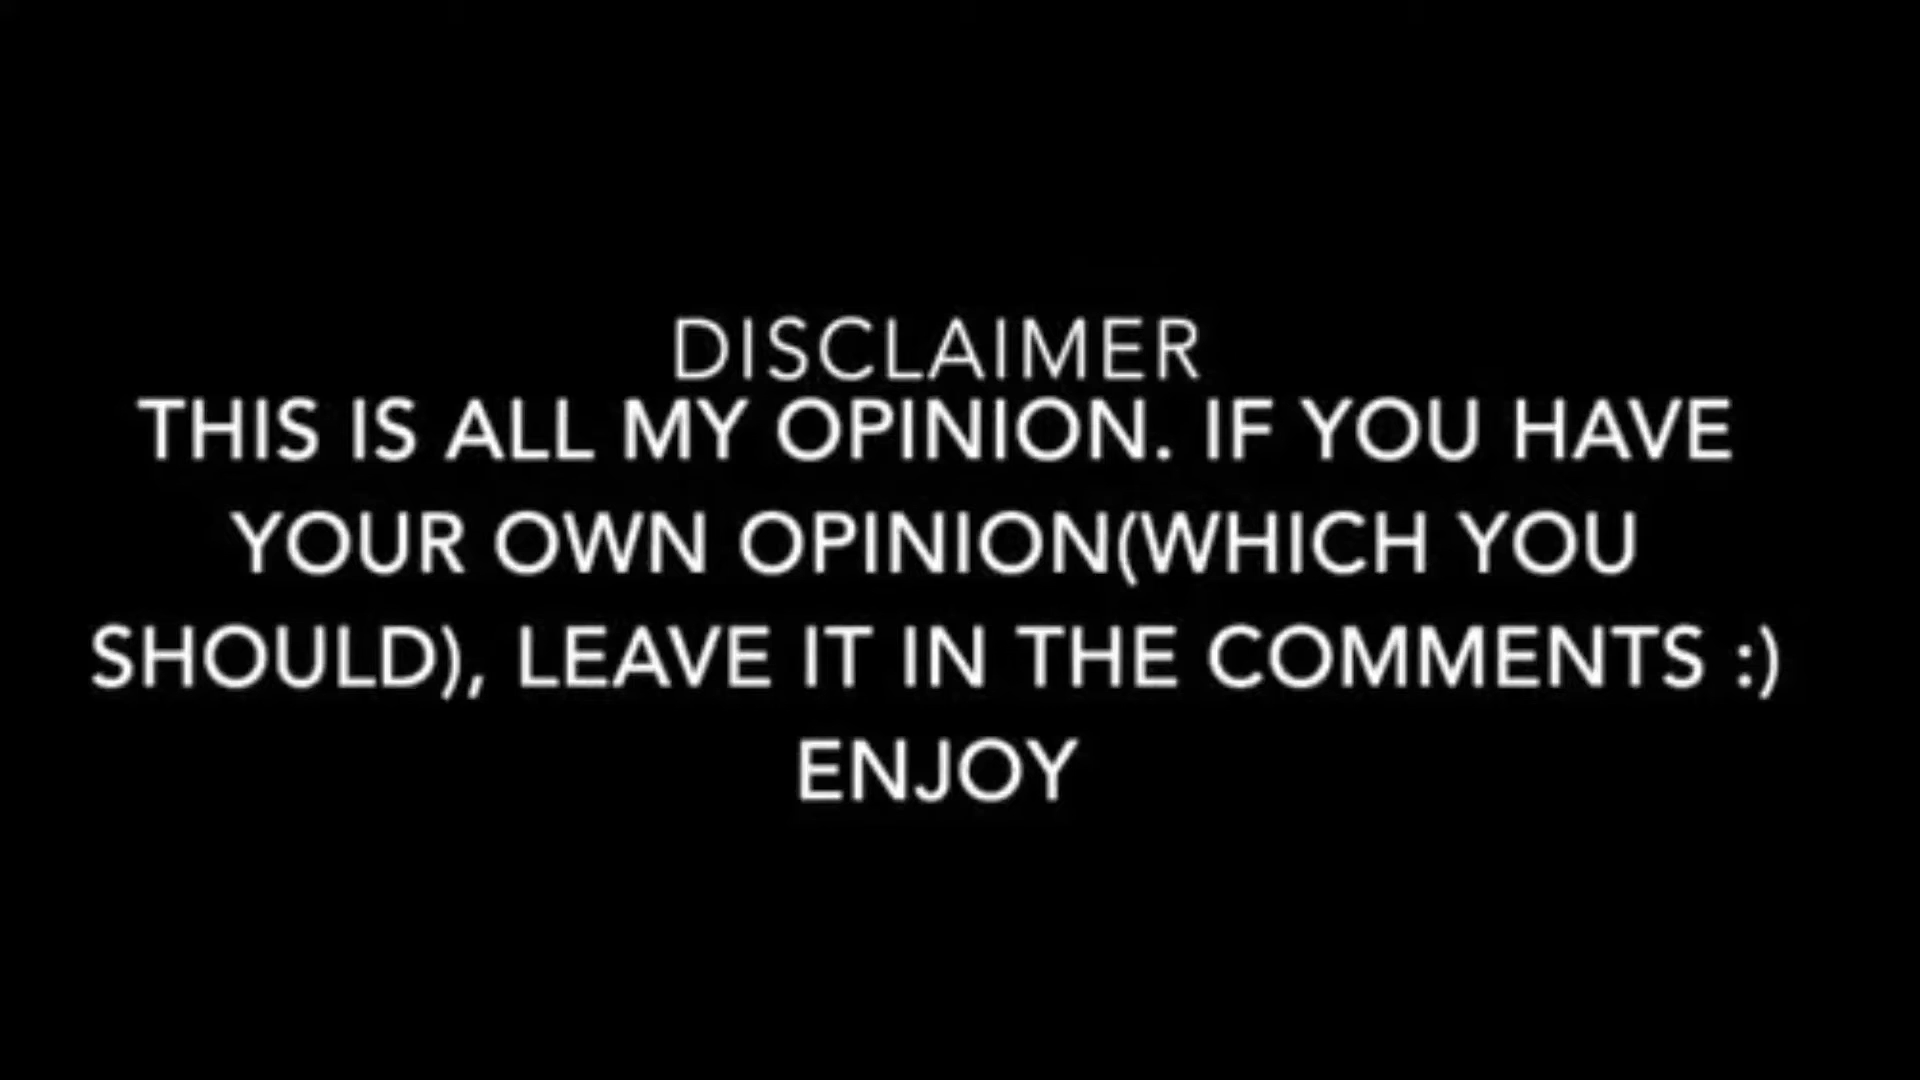 DISCLAIMER
THIS IS ALL MY OPINION. IF YOU HAVE
YOUR OWN OPINION(WHICH YOU
SHOULD), LEAVE IT IN THE COMMENTS :)
ENJOY